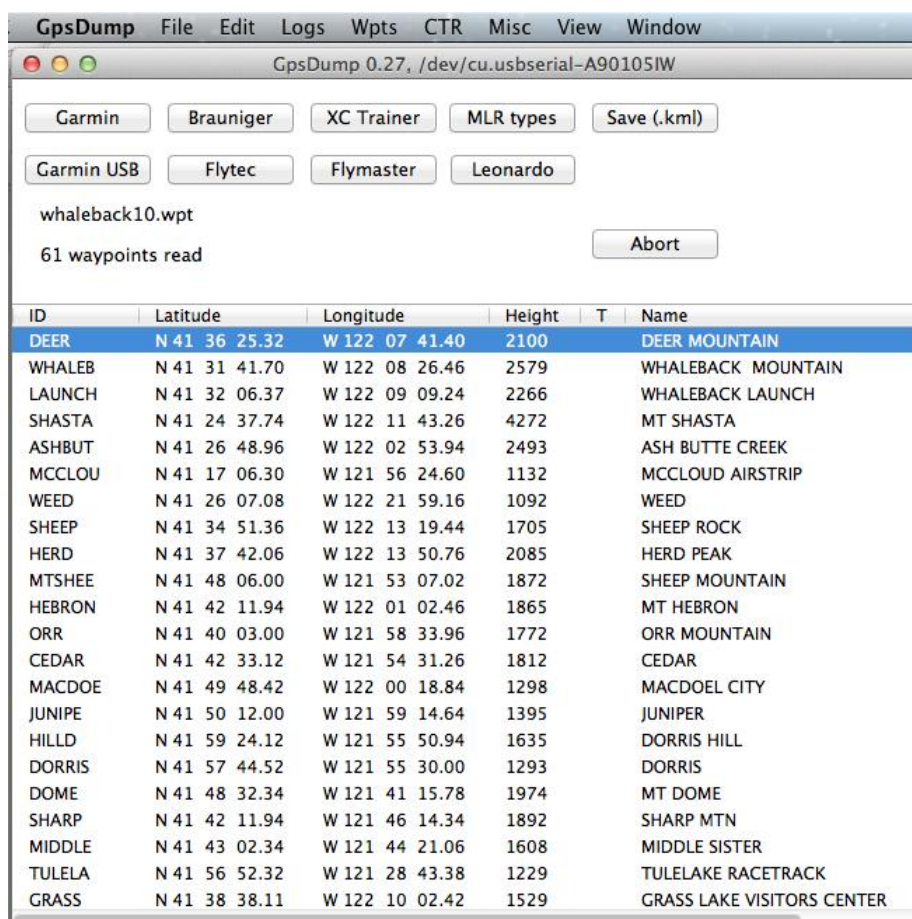 GpsDump File Edit Logs Wpts CTR Misc View Window
GpsDump 0.27, /dev/cu.usbserial-A90105IW
Garmin Brauniger XC Trainer MLR types Save (.kml)
Garmin USB Flytec Flymaster Leonardo
whaleback10.wpt
61 waypoints read
Abort
ID Latitude Longitude Height T Name
DEER N 41 36 25.32 W 122 07 41.40 2100 DEER MOUNTAIN
WHALEB N 41 31 41.70 W 122 08 26.46 2579 WHALEBACK MOUNTAIN
LAUNCH N 41 32 06.37 W 122 09 09.24 2266 WHALEBACK LAUNCH
SHASTA N 41 24 37.74 W 122 11 43.26 4272 MT SHASTA
ASHBUT N 41 26 48.96 W 122 02 53.94 2493 ASH BUTTE CREEK
MCCLOU N 41 17 06.30 W 121 56 24.60 1132 MCCLOUD AIRSTRIP
WEED N 41 26 07.08 W 122 21 59.16 1092 WEED
SHEEP N 41 34 51.36 W 122 13 19.44 1705 SHEEP ROCK
HERD N 41 37 42.06 W 122 13 50.76 2085 HERD PEAK
MTSHEE N 41 48 06.00 W 121 53 07.02 1872 SHEEP MOUNTAIN
HEBRON N 41 42 11.94 W 122 01 02.46 1865 MT HEBRON
ORR N 41 40 03.00 W 121 58 33.96 1772 ORR MOUNTAIN
CEDAR N 41 42 33.12 W 121 54 31.26 1812 CEDAR
MACDOE N 41 49 48.42 W 122 00 18.84 1298 MACDOEL CITY
JUNIPE N 41 50 12.00 W 121 59 14.64 1395 JUNIPER
HILLD N 41 59 24.12 W 121 55 50.94 1635 DORRIS HILL
DORRIS N 41 57 44.52 W 121 55 30.00 1293 DORRIS
DOME N 41 48 32.34 W 121 41 15.78 1974 MT DOME
SHARP N 41 42 11.94 W 121 46 14.34 1892 SHARP MTN
MIDDLE N 41 43 02.34 W 121 44 21.06 1608 MIDDLE SISTER
TULELA N 41 56 52.32 W 121 28 43.38 1229 TULELAKE RACETRACK
GRASS N 41 38 38.11 W 122 10 02.42 1529 GRASS LAKE VISITORS CENTER